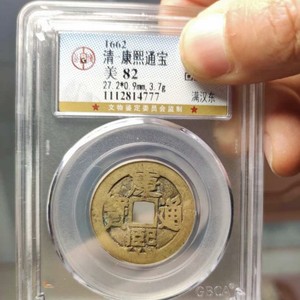 1662
清·康熙通宝
美 82
27.2*0.9mm,3.7g
1112814777
满汉东
文物鉴定委员会监制
康熙通寶
GBCA